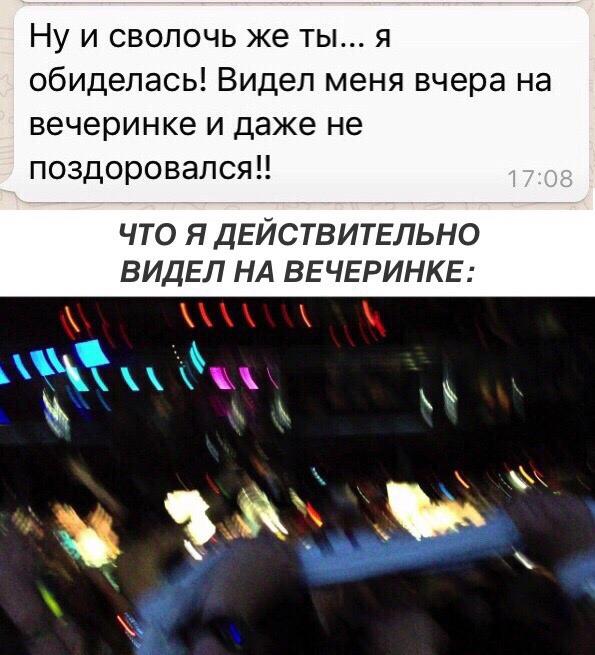 Ну и сволочь же ты... я
обиделась! Видел меня вчера на
вечеринке и даже не
поздоровался!!
17:08
ЧТО Я ДЕЙСТВИТЕЛЬНО
ВИДЕЛ НА ВЕЧЕРИНКЕ: